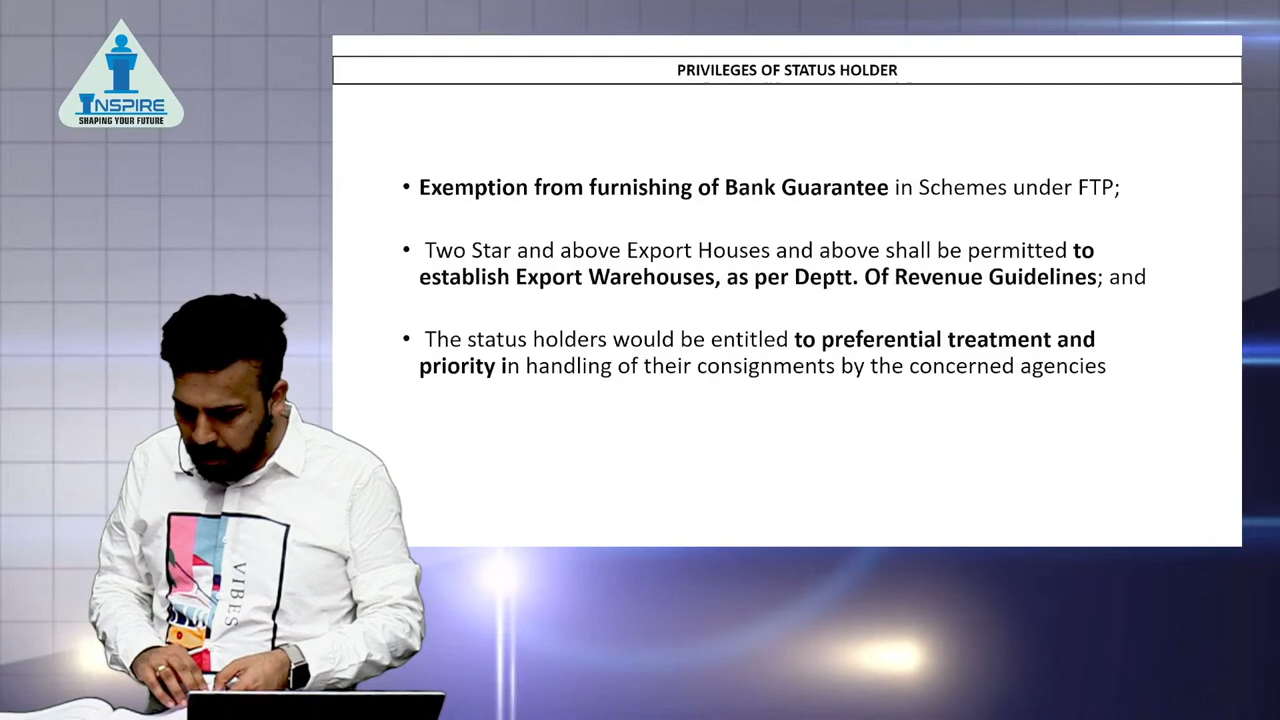 INSPIRE
SHAPING YOUR FUTURE
PRIVILEGES OF STATUS HOLDER
• Exemption from furnishing of Bank Guarantee in Schemes under FTP;
• Two Star and above Export Houses and above shall be permitted to
establish Export Warehouses, as per Deptt. Of Revenue Guidelines; and
• The status holders would be entitled to preferential treatment and
priority in handling of their consignments by the concerned agencies
VIBES